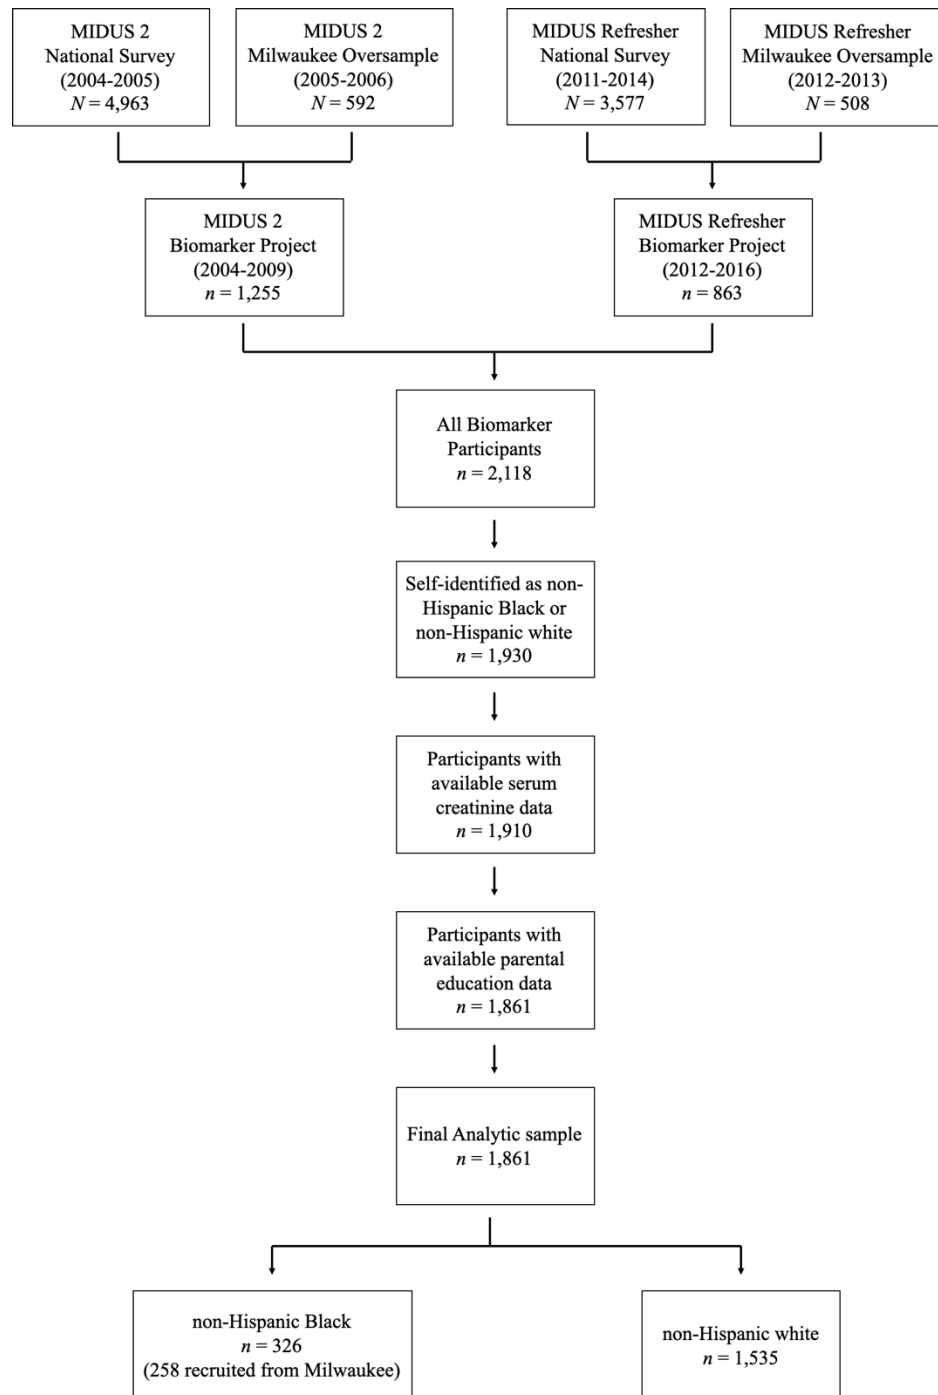 MIDUS 2
National Survey
(2004-2005)
N = 4,963
MIDUS 2
Milwaukee Oversample
(2005-2006)
N = 592
MIDUS Refresher
National Survey
(2011-2014)
N = 3,577
MIDUS Refresher
Milwaukee Oversample
(2012-2013)
N = 508
MIDUS 2
Biomarker Project
(2004-2009)
n = 1,255
MIDUS Refresher
Biomarker Project
(2012-2016)
n = 863
All Biomarker
Participants
n = 2,118
Self-identified as non-
Hispanic Black or
non-Hispanic white
n = 1,930
Participants with
available serum
creatinine data
n = 1,910
Participants with
available parental
education data
n = 1,861
Final Analytic sample
n = 1,861
non-Hispanic Black
n = 326
(258 recruited from Milwaukee)
non-Hispanic white
n = 1,535